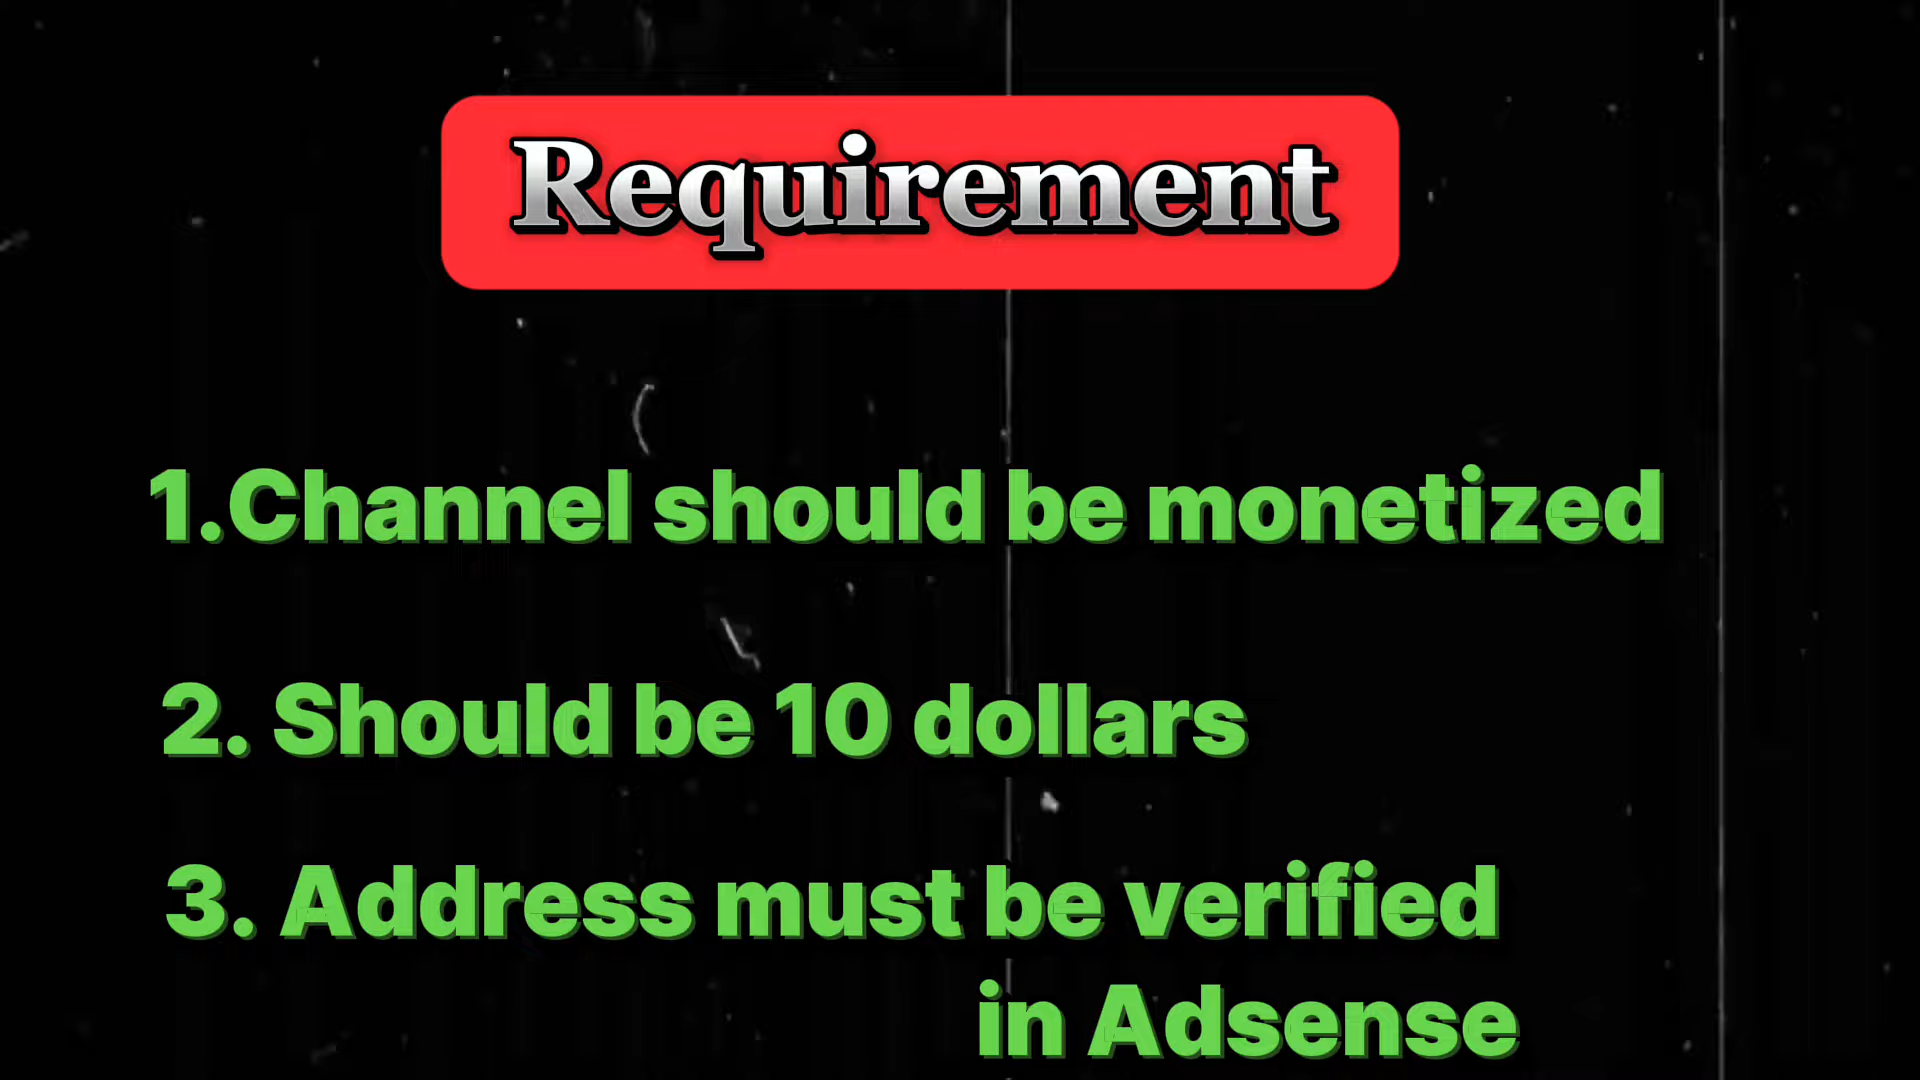 Requirement
1.Channel should be monetized
2. Should be 10 dollars
3. Address must be verified
in Adsense